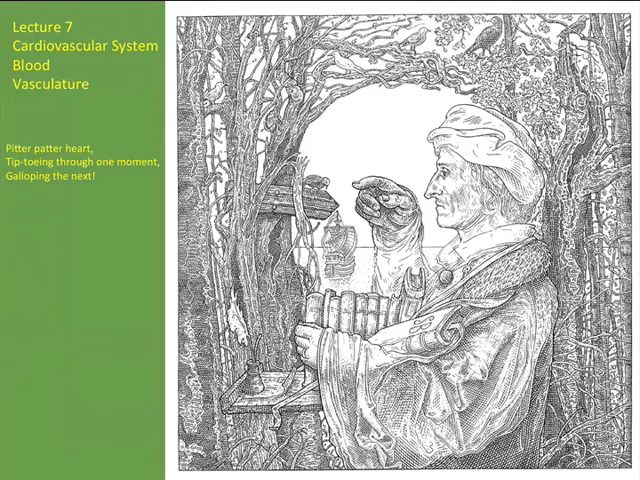 Lecture 7
Cardiovascular System
Blood
Vasculature
Pitter patter heart,
Tip-toeing through one moment,
Galloping the next!